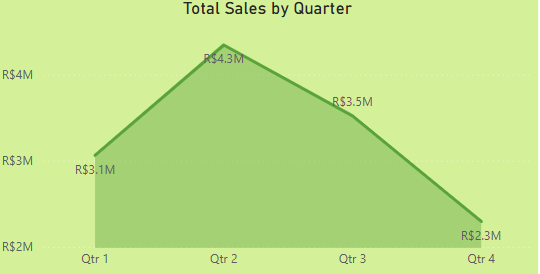 Total Sales by Quarter
R$4M
R$3M
R$2M
R$3.1M
R$4.3M
R$3.5M
R$2.3M
Qtr 1
Qtr 2
Qtr 3
Qtr 4